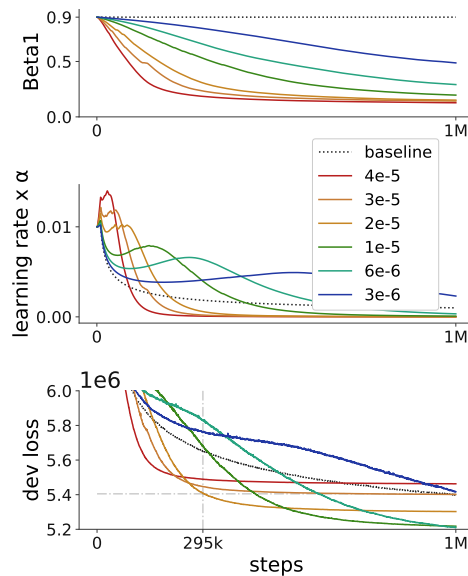 Beta1
0.9
0.5
0.0
0
1M
learning rate x α
0.01
0.00
0
1M
baseline
4e-5
3e-5
2e-5
1e-5
6e-6
3e-6
1e6
dev loss
6.0
5.8
5.6
5.4
5.2
0
295k
1M
steps